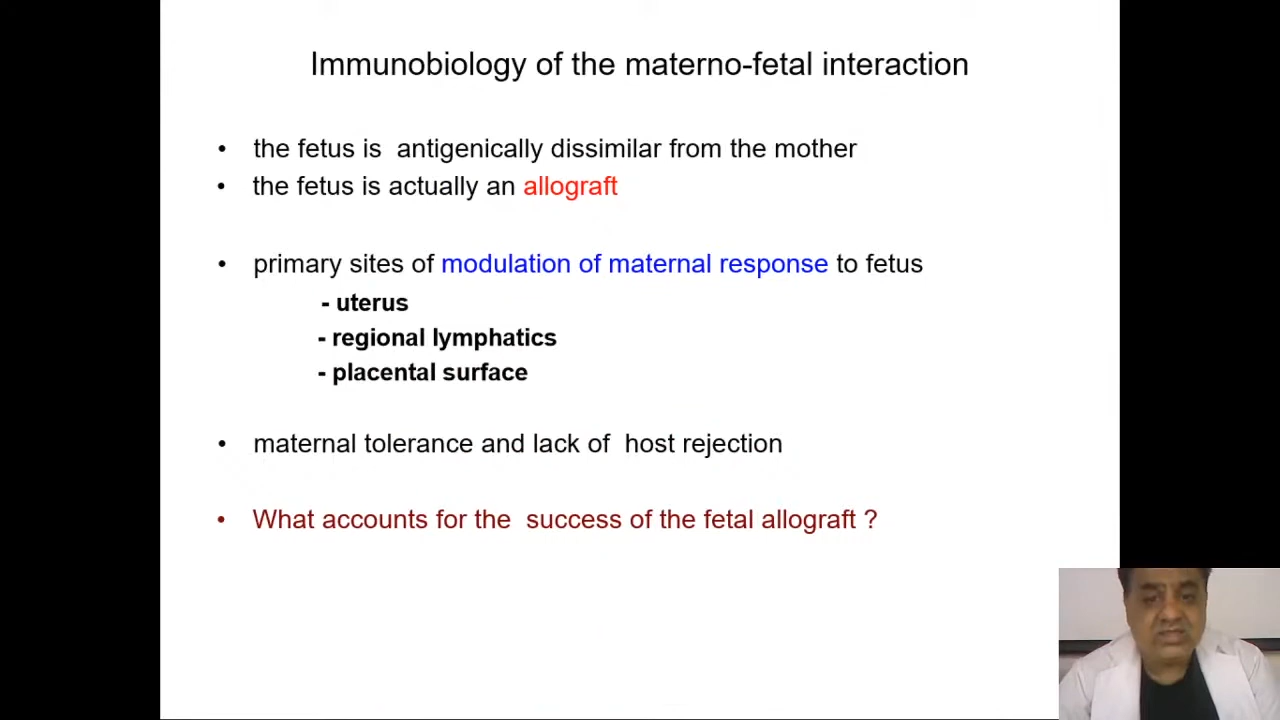 Immunobiology of the materno-fetal interaction
• the fetus is antigenically dissimilar from the mother
• the fetus is actually an allograft
• primary sites of modulation of maternal response to fetus
- uterus
- regional lymphatics
- placental surface
• maternal tolerance and lack of host rejection
• What accounts for the success of the fetal allograft ?